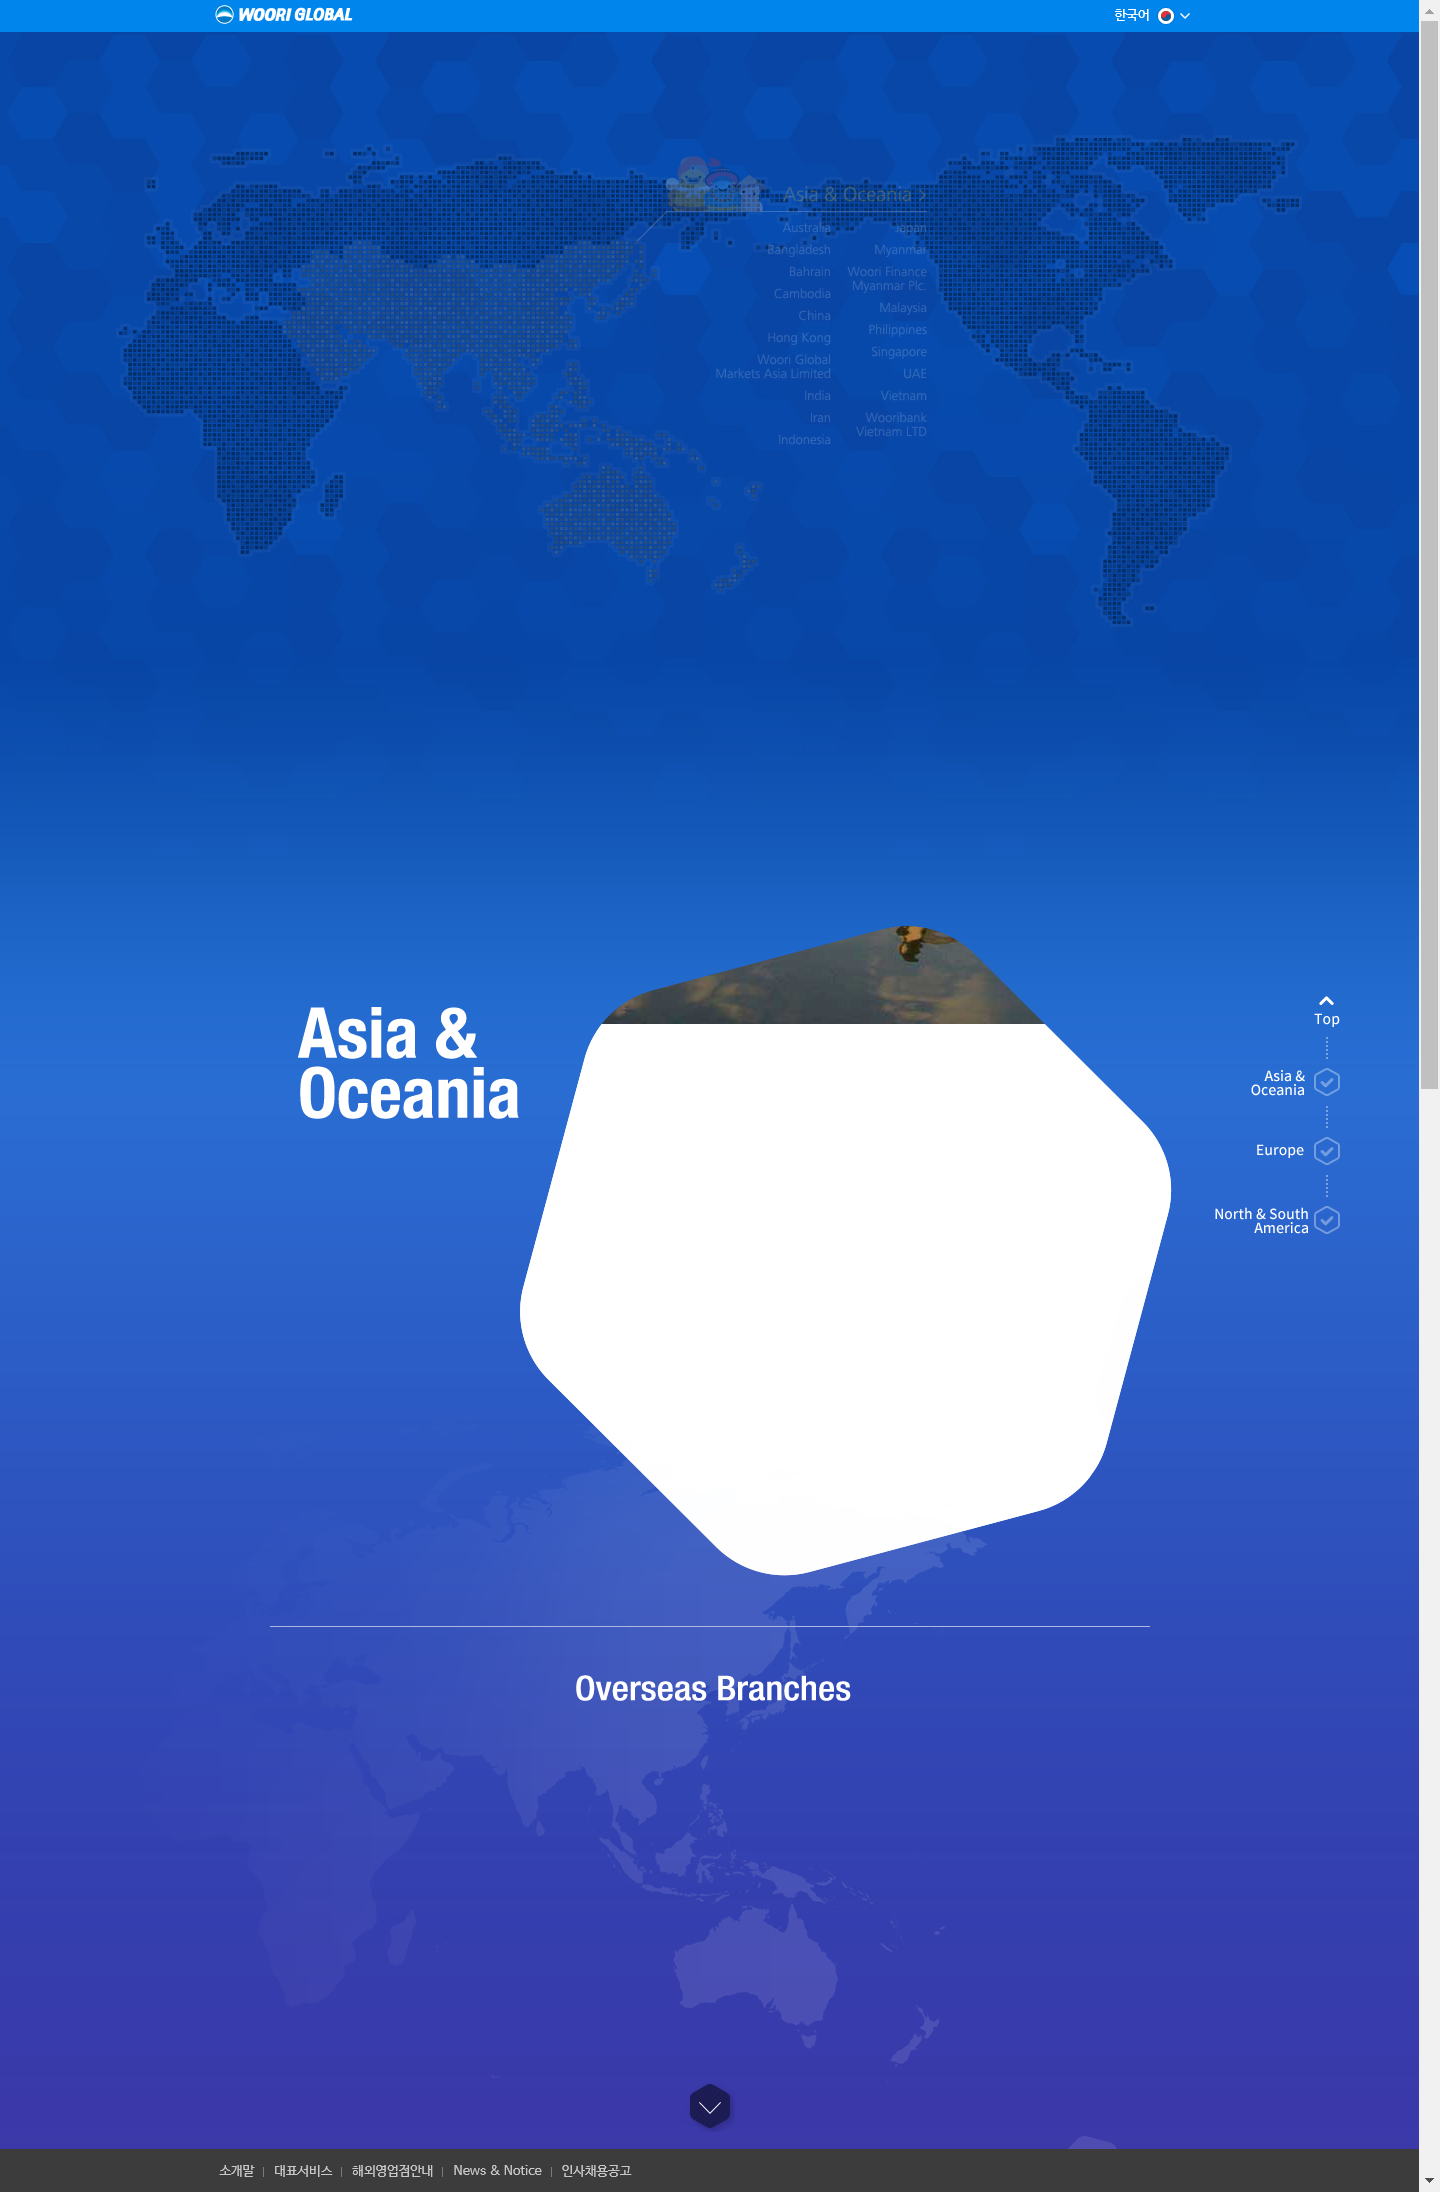 WOORI GLOBAL
한국어
Asia & Oceania
Australia
Bangladesh
Bahrain
Cambodia
China
Hong Kong
Woori Global
Markets Asia Limited
India
Iran
Indonesia
Japan
Myanmar
Woori Finance
Myanmar Plc.
Malaysia
Philippines
Singapore
UAE
Vietnam
Wooribank
Vietnam LTD
Asia &
Oceania
Top
Asia &
Oceania
Europe
North & South
America
Overseas Branches
소개말 | 대표서비스 | 해외영업점안내 | News & Notice | 인사채용공고